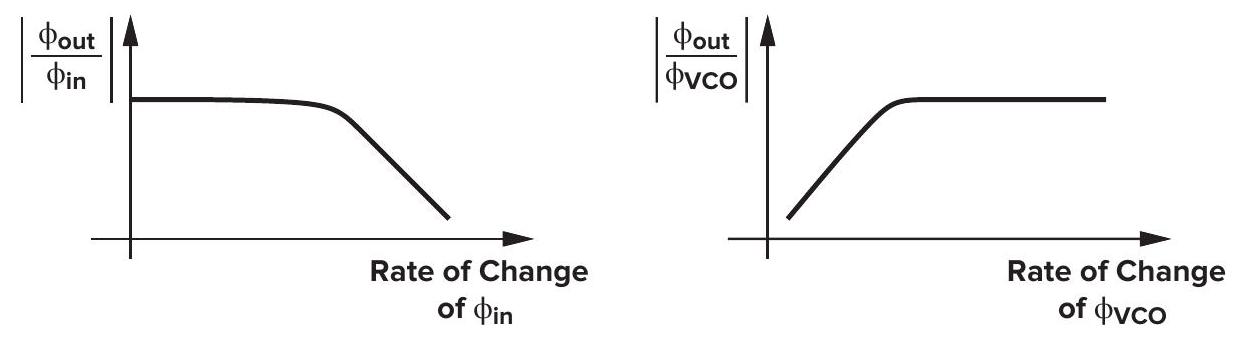 |ϕout/ϕin|
Rate of Change
of ϕin
|ϕout/ϕVCO|
Rate of Change
of ϕVCO